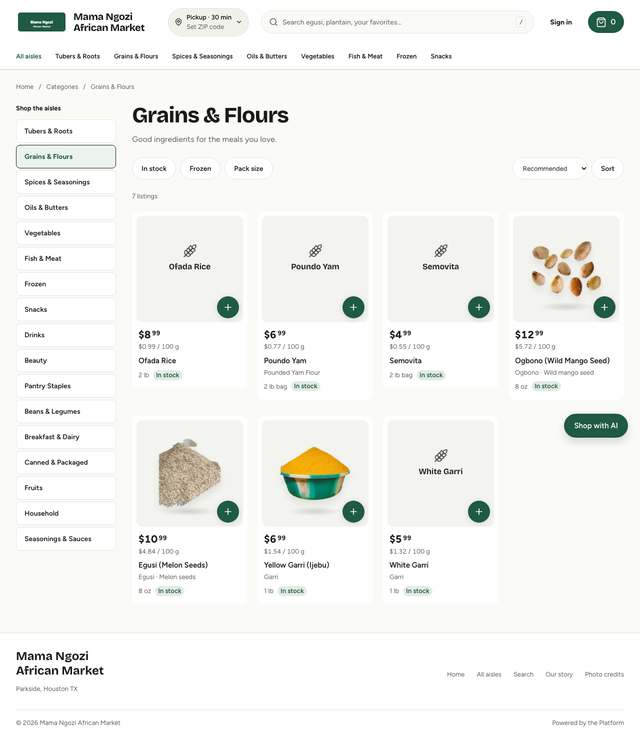 Mama Ngozi
African Market
Mama Ngozi
African Market
Pickup · 30 min
Set ZIP code
Search egusi, plantain, your favorites...
/
Sign in
0
All aisles
Tubers & Roots
Grains & Flours
Spices & Seasonings
Oils & Butters
Vegetables
Fish & Meat
Frozen
Snacks
Home / Categories / Grains & Flours
Shop the aisles
Tubers & Roots
Grains & Flours
Spices & Seasonings
Oils & Butters
Vegetables
Fish & Meat
Frozen
Snacks
Drinks
Beauty
Pantry Staples
Beans & Legumes
Breakfast & Dairy
Canned & Packaged
Fruits
Household
Seasonings & Sauces
Grains & Flours
Good ingredients for the meals you love.
In stock
Frozen
Pack size
Recommended
Sort
7 listings
Ofada Rice
$8.99
$0.99 / 100 g
Ofada Rice
2 lb In stock
Poundo Yam
$6.99
$0.77 / 100 g
Poundo Yam
Pounded Yam Flour
2 lb bag In stock
Semovita
$4.99
$0.55 / 100 g
Semovita
2 lb bag In stock
$12.99
$5.72 / 100 g
Ogbono (Wild Mango Seed)
Ogbono · Wild mango seed
8 oz In stock
Shop with AI
$10.99
$4.84 / 100 g
Egusi (Melon Seeds)
Egusi · Melon seeds
8 oz In stock
$6.99
$1.54 / 100 g
Yellow Garri (Ijebu)
Garri
1 lb In stock
White Garri
$5.99
$1.32 / 100 g
White Garri
Garri
1 lb In stock
Mama Ngozi
African Market
Parkside, Houston TX
Home
All aisles
Search
Our story
Photo credits
© 2026 Mama Ngozi African Market
Powered by the Platform